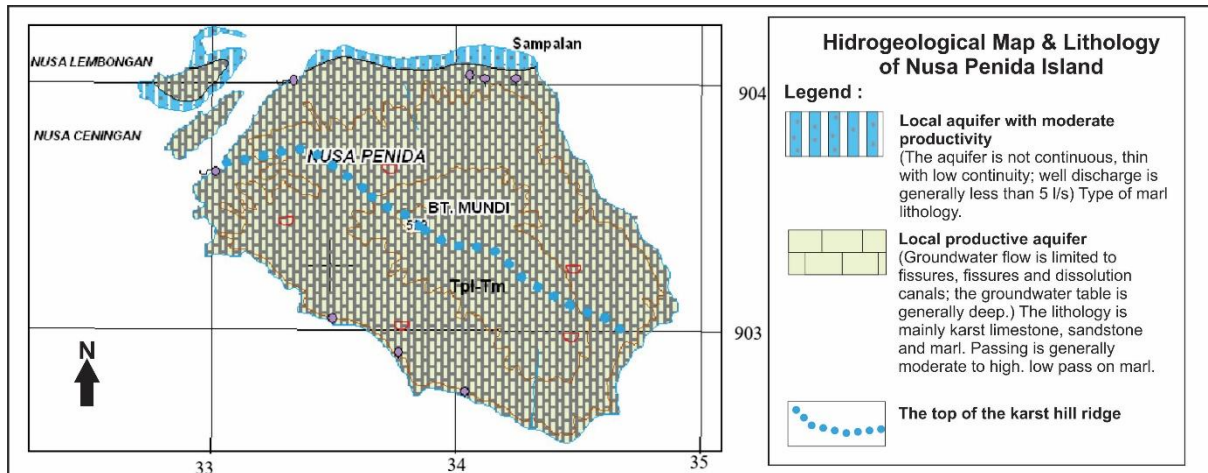 Sampalan
NUSA LEMBONGAN
NUSA CENINGAN
NUSA PENIDA
BT. MUNDI
Tpl-Tm
N
33
34
35
904
903
Hidrogeological Map & Lithology
of Nusa Penida Island
Legend :
Local aquifer with moderate
productivity
(The aquifer is not continuous, thin
with low continuity; well discharge is
generally less than 5 l/s) Type of marl
lithology.
Local productive aquifer
(Groundwater flow is limited to
fissures, fissures and dissolution
canals; the groundwater table is
generally deep.) The lithology is
mainly karst limestone, sandstone
and marl. Passing is generally
moderate to high. low pass on marl.
The top of the karst hill ridge